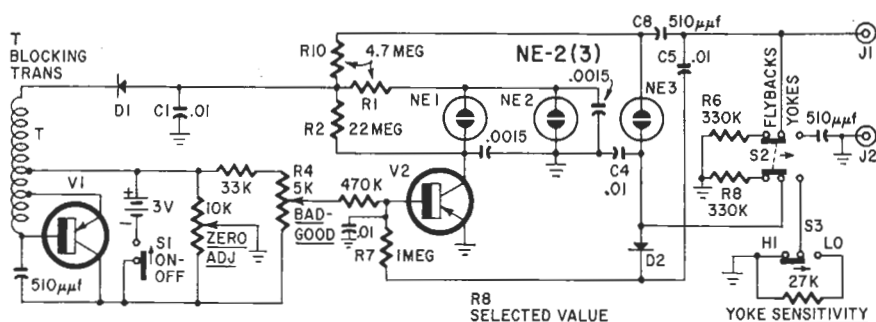 T
BLOCKING
TRANS
T
D1
C1
.01
R10
4.7 MEG
R1
R2
22 MEG
NE1
NE2
NE-2(3)
.0015
.0015
NE3
C8
510µµf
C5
.01
J1
FLYBACKS
YOKES
R6
330K
510µµf
J2
S2
R8
330K
C4
.01
V1
+
3V
-
S1
ON-
OFF
510µµf
33K
10K
ZERO
ADJ
R4
5K
BAD-
GOOD
470K
.01
V2
R7
1MEG
D2
S3
HI
LO
27K
R8
SELECTED VALUE
YOKE SENSITIVITY